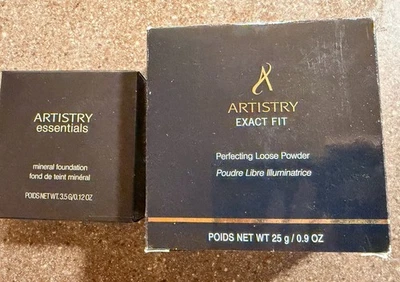 ARTISTRY
essentials
mineral foundation
fond de teint minéral
POIDS NET WT. 3.5 G/0.12 OZ
ARTISTRY
EXACT FIT
Perfecting Loose Powder
Poudre Libre Illuminatrice
POIDS NET WT 25 g / 0.9 OZ